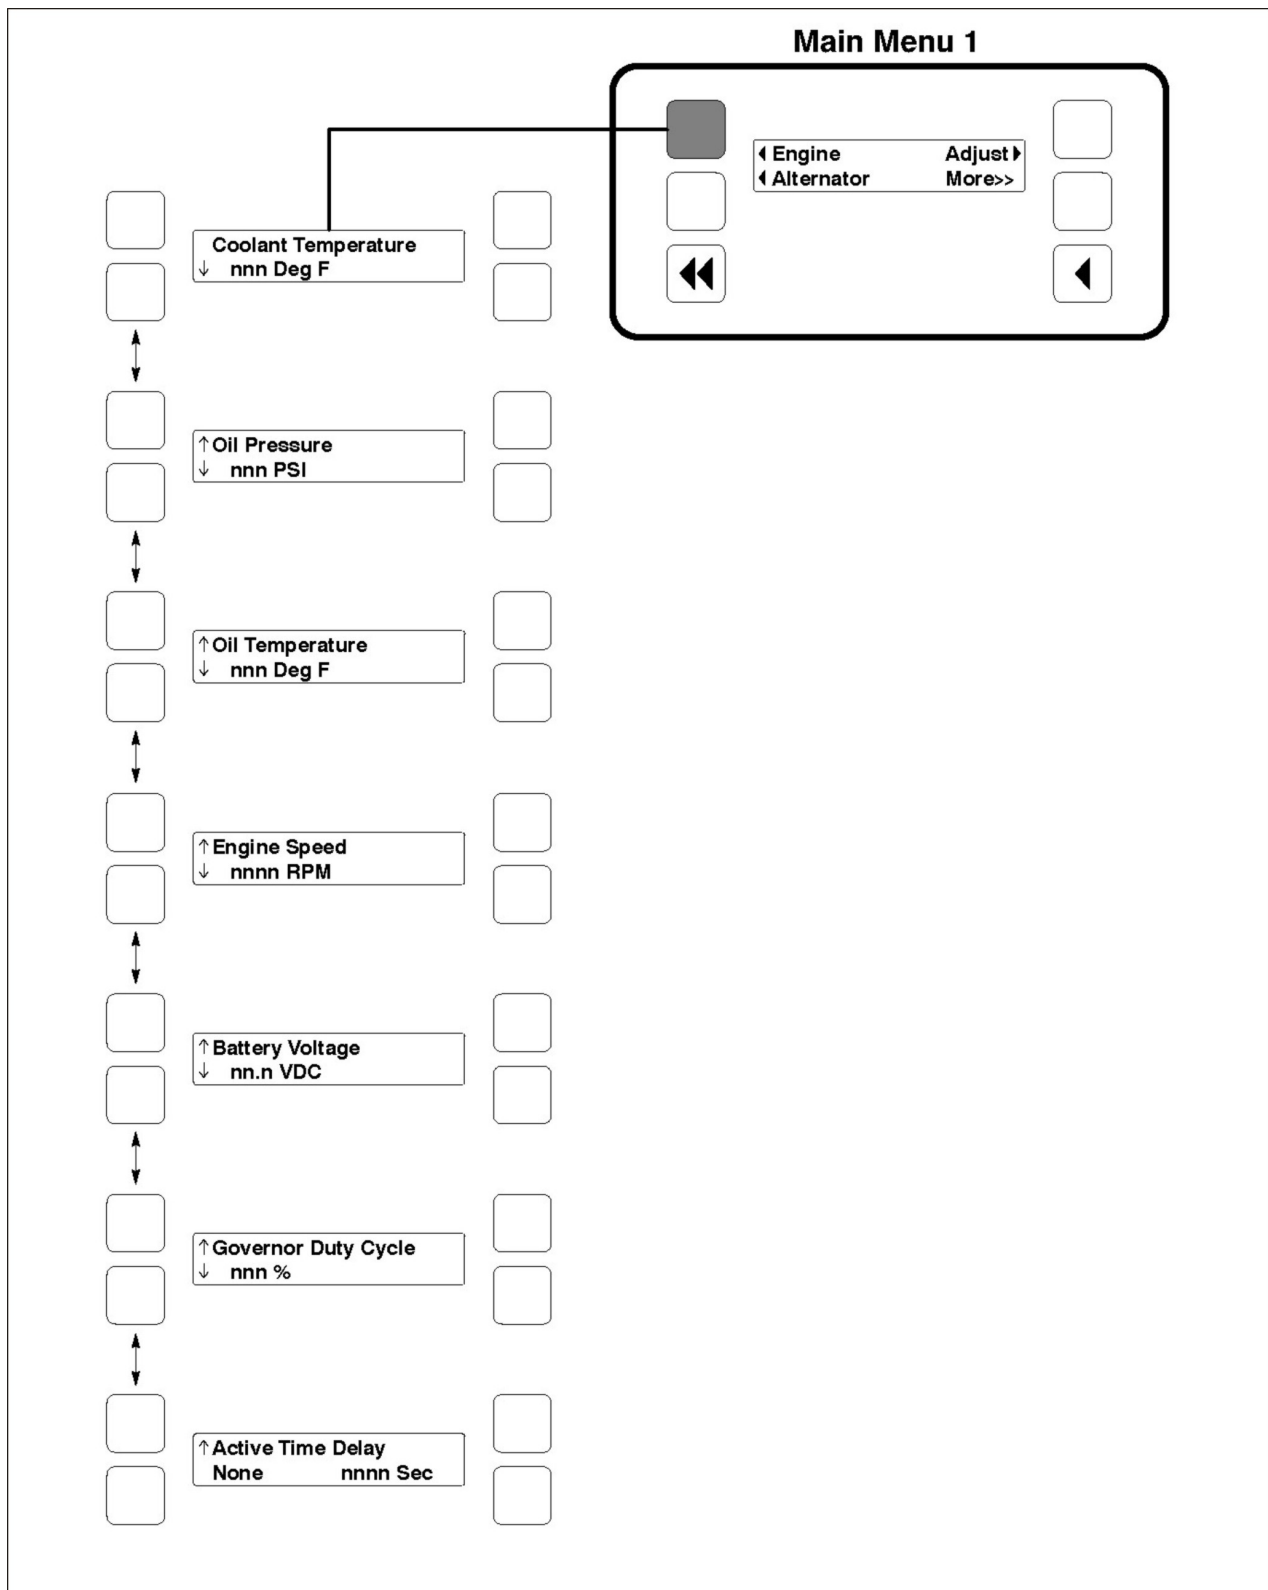 Main Menu 1
Engine Adjust
Alternator More>>
Coolant Temperature
↓ nnn Deg F
↑Oil Pressure
↓ nnn PSI
↑Oil Temperature
↓ nnn Deg F
↑Engine Speed
↓ nnnn RPM
↑Battery Voltage
↓ nn.n VDC
↑Governor Duty Cycle
↓ nnn %
↑Active Time Delay
None nnnn Sec